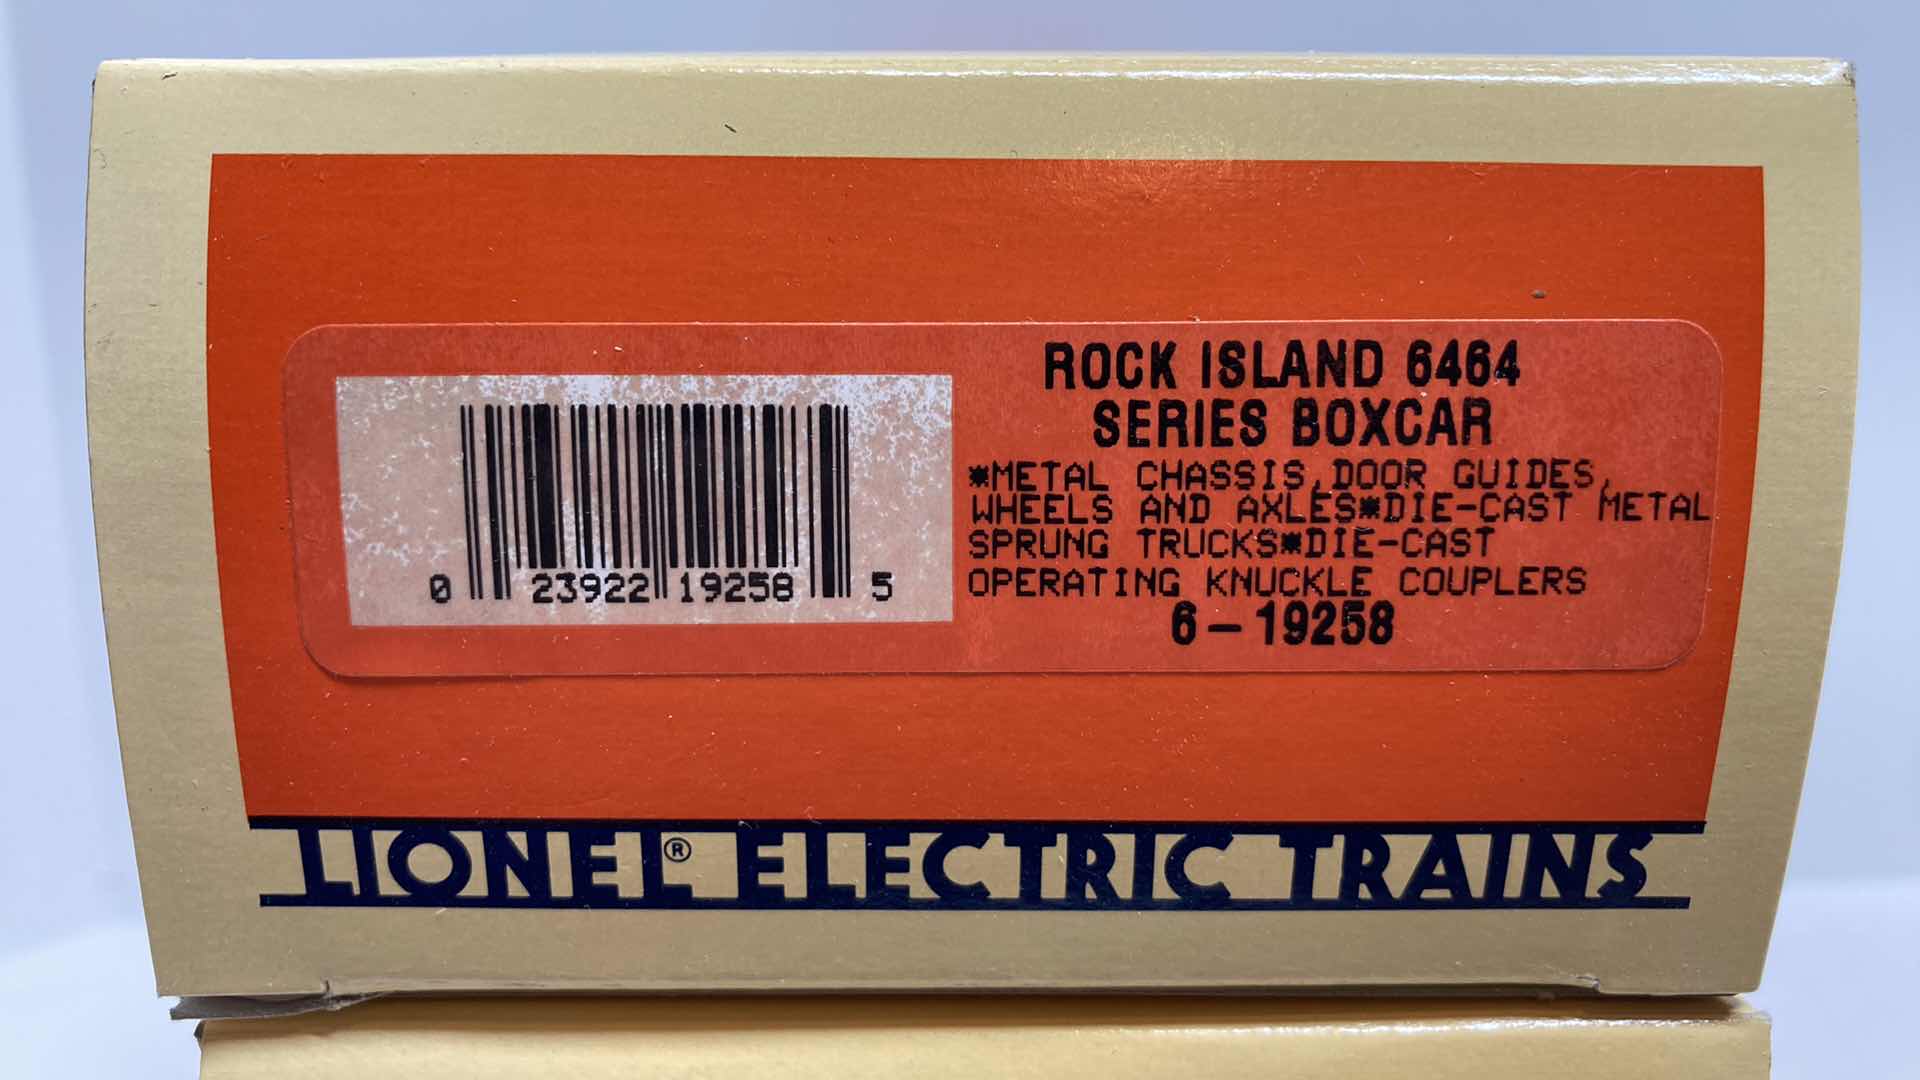 ROCK ISLAND 6464
SERIES BOXCAR
*METAL CHASSIS,DOOR GUIDES,
WHEELS AND AXLES*DIE-CAST METAL
SPRUNG TRUCKS*DIE-CAST
OPERATING KNUCKLE COUPLERS
6-19258
0 23922 19258 5
LIONEL® ELECTRIC TRAINS